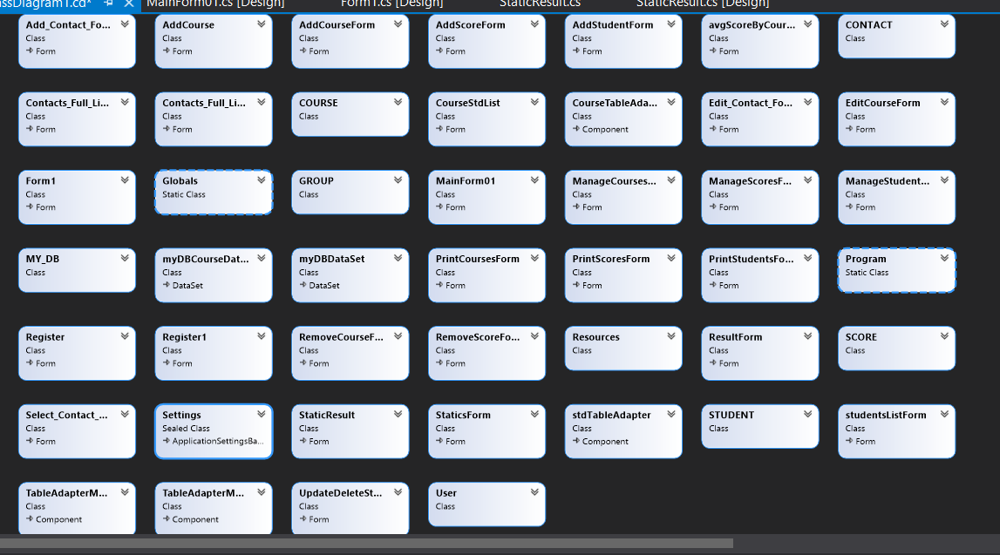 assDiagram1.cd* MainForm01.cs [Design] Form1.cs [Design] StaticResult.cs StaticResult.cs [Design]
Add_Contact_Fo... AddCourse AddCourseForm AddScoreForm AddStudentForm avgScoreByCour... CONTACT
Class Class Class Class Class Class Class
Form Form Form Form Form Form
Contacts_Full_Li... Contacts_Full_Li... COURSE CourseStdList CourseTableAda... Edit_Contact_Fo... EditCourseForm
Class Class Class Class Class Class Class
Form Form Form Component Form Form
Form1 Globals GROUP MainForm01 ManageCourses... ManageScoresF... ManageStudent...
Class Static Class Class Class Class Class Class
Form Form Form Form Form
MY_DB myDBCourseDat... myDBDataSet PrintCoursesForm PrintScoresForm PrintStudentsFo... Program
Class Class Class Class Class Class Static Class
DataSet DataSet Form Form Form
Register Register1 RemoveCourseF... RemoveScoreFo... Resources ResultForm SCORE
Class Class Class Class Class Class Class
Form Form Form Form Form
Select_Contact_... Settings StaticResult StaticsForm stdTableAdapter STUDENT studentsListForm
Class Sealed Class Class Class Class Class Class
Form ApplicationSettingsBa... Form Form Component Form
TableAdapterM... TableAdapterM... UpdateDeleteSt... User
Class Class Class Class
Component Component Form